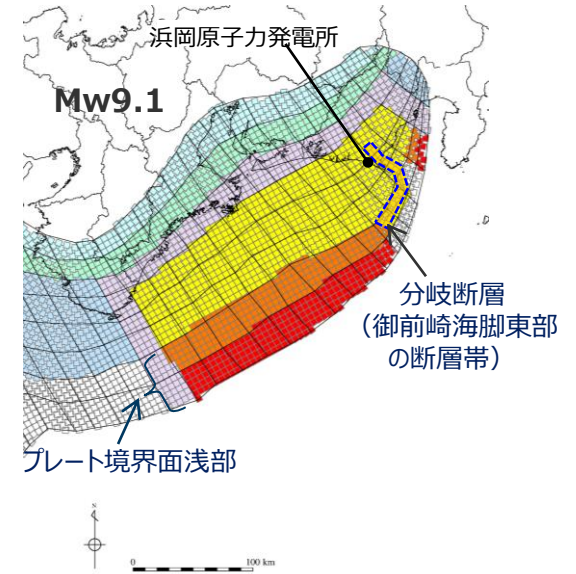 浜岡原子力発電所
Mw9.1
分岐断層
（御前崎海脚東部
の断層帯）
プレート境界面浅部
N
0 100 km